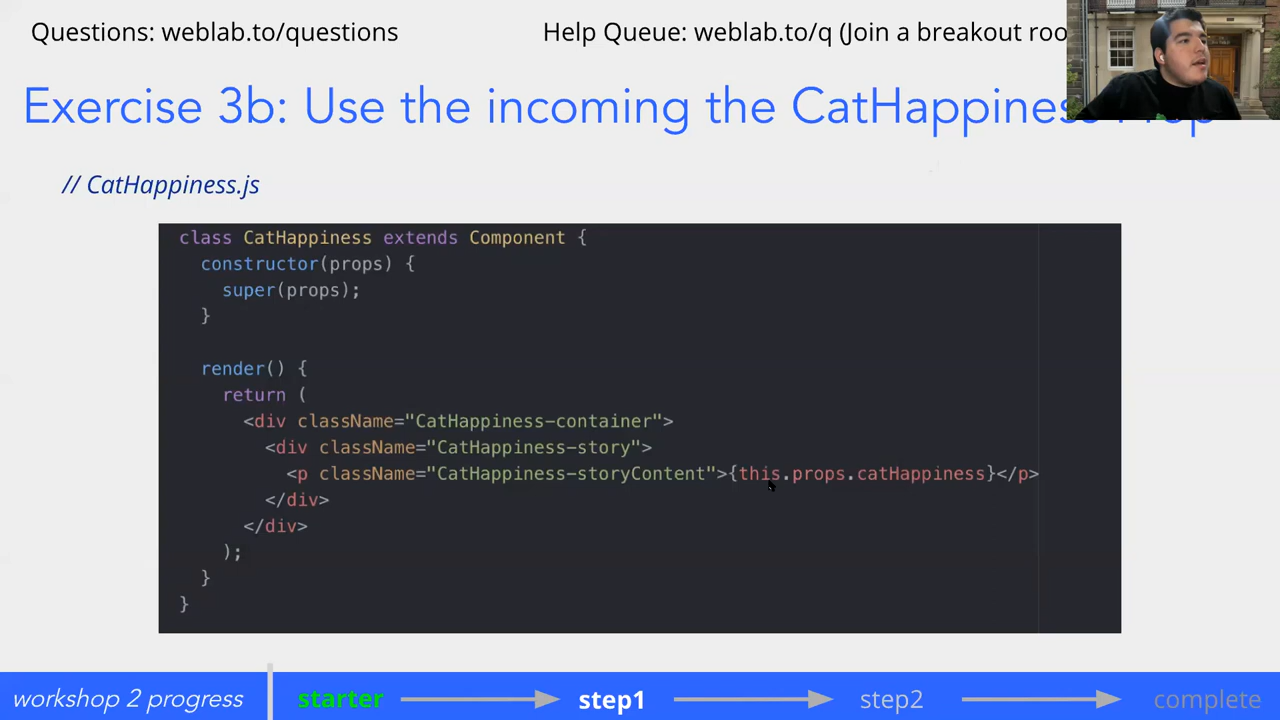 Questions: weblab.to/questions
Help Queue: weblab.to/q (Join a breakout roo
Exercise 3b: Use the incoming the CatHappiness
// CatHappiness.js
class CatHappiness extends Component {
constructor(props) {
super(props);
}
render() {
return (
<div className="CatHappiness-container">
<div className="CatHappiness-story">
<p className="CatHappiness-storyContent">{this.props.catHappiness}</p>
</div>
</div>
);
}
}
workshop 2 progress
starter
step1
step2
complete